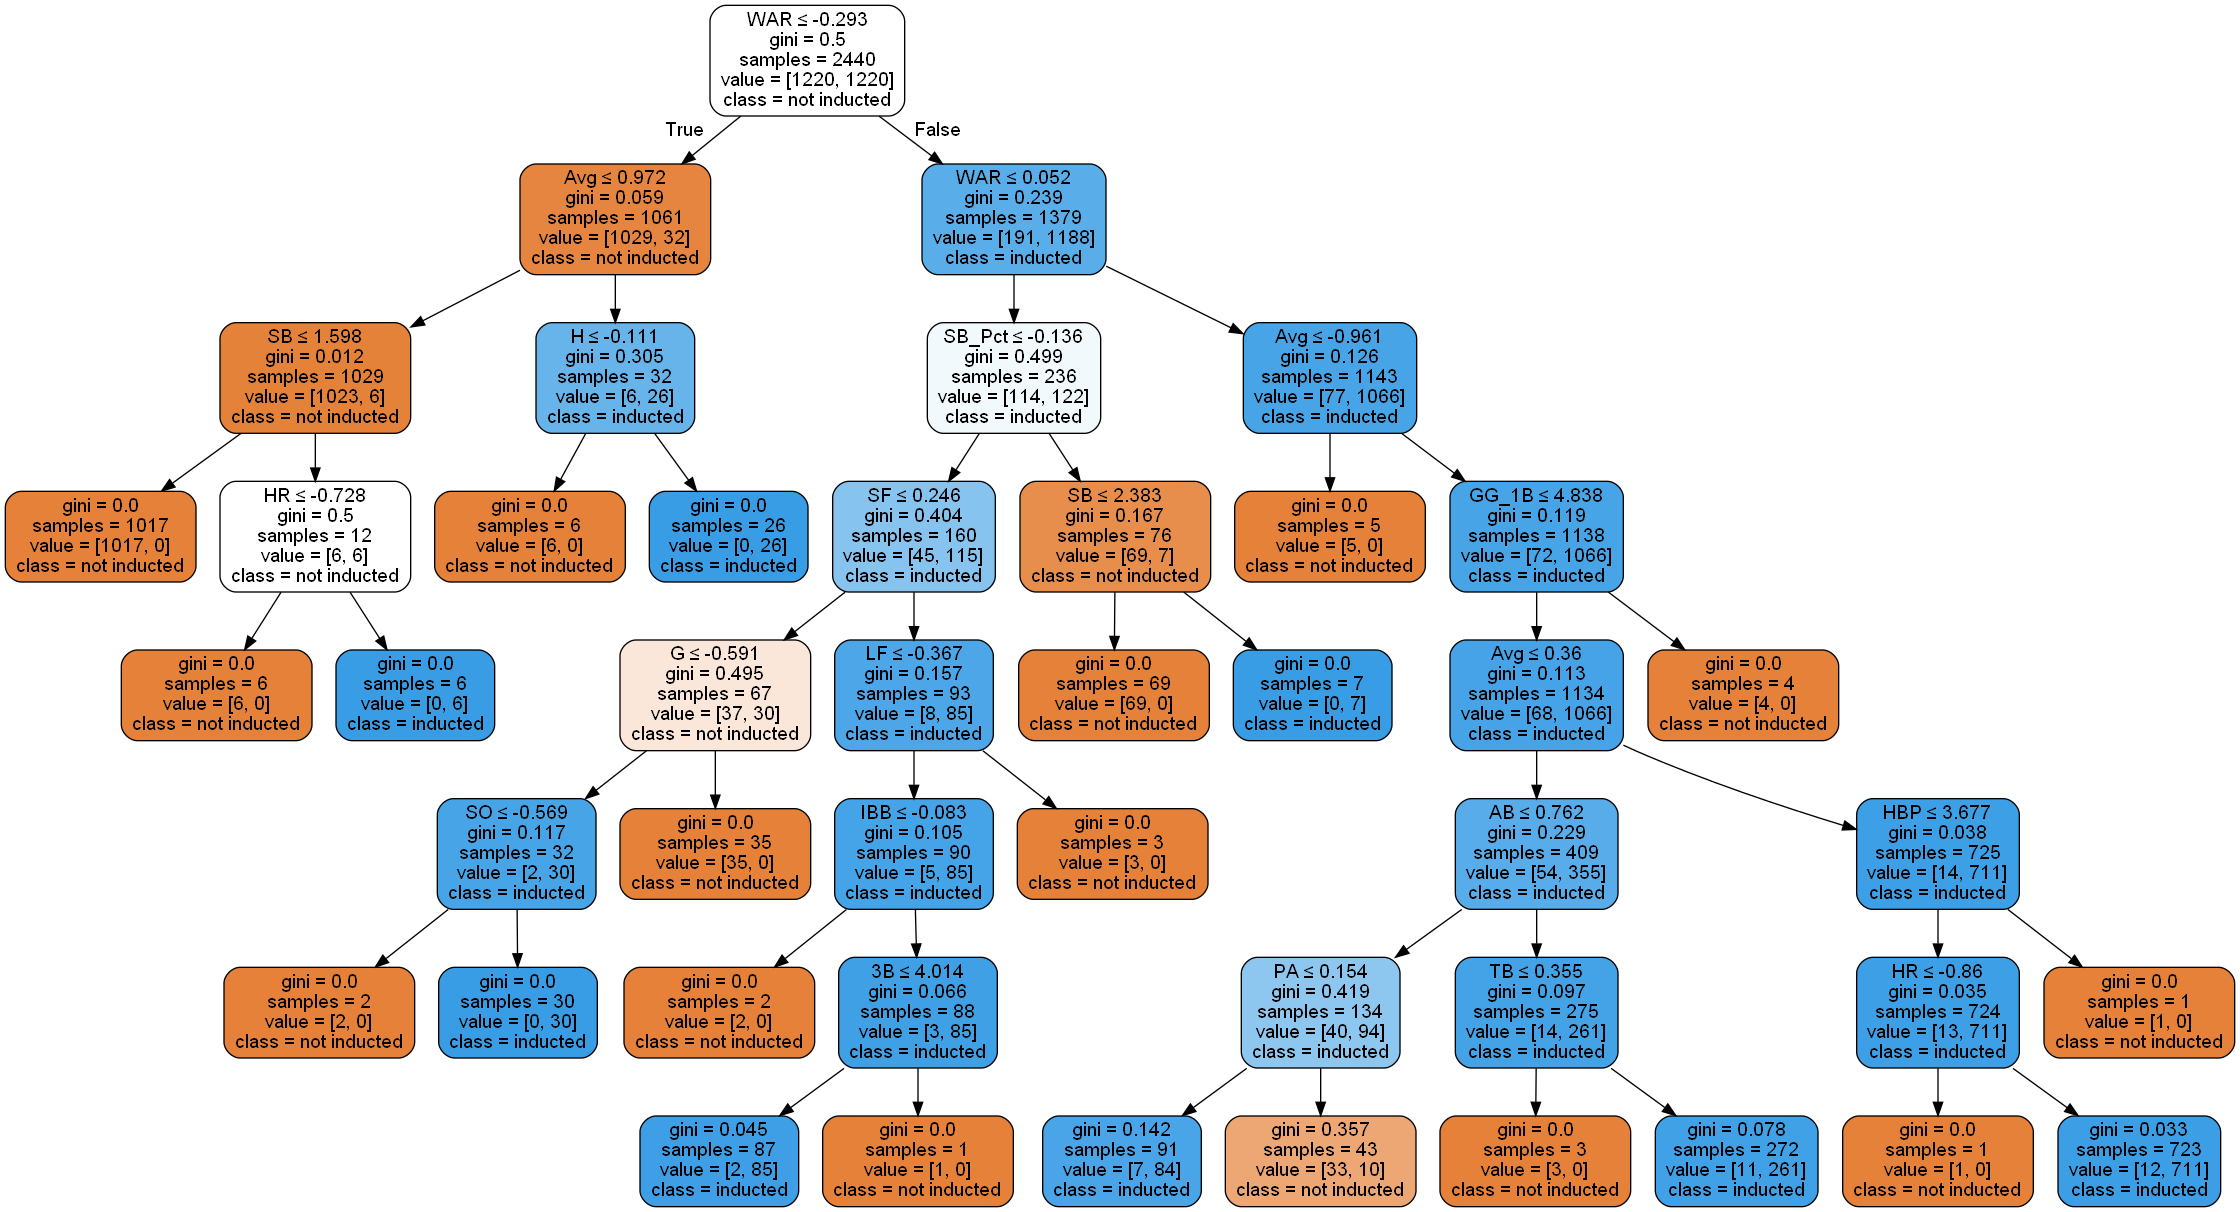 WAR ≤ -0.293
gini = 0.5
samples = 2440
value = [1220, 1220]
class = not inducted
True
False
Avg ≤ 0.972
gini = 0.059
samples = 1061
value = [1029, 32]
class = not inducted
WAR ≤ 0.052
gini = 0.239
samples = 1379
value = [191, 1188]
class = inducted
SB ≤ 1.598
gini = 0.012
samples = 1029
value = [1023, 6]
class = not inducted
H ≤ -0.111
gini = 0.305
samples = 32
value = [6, 26]
class = inducted
SB_Pct ≤ -0.136
gini = 0.499
samples = 236
value = [114, 122]
class = inducted
Avg ≤ -0.961
gini = 0.126
samples = 1143
value = [77, 1066]
class = inducted
gini = 0.0
samples = 1017
value = [1017, 0]
class = not inducted
HR ≤ -0.728
gini = 0.5
samples = 12
value = [6, 6]
class = not inducted
gini = 0.0
samples = 6
value = [6, 0]
class = not inducted
gini = 0.0
samples = 26
value = [0, 26]
class = inducted
SF ≤ 0.246
gini = 0.404
samples = 160
value = [45, 115]
class = inducted
SB ≤ 2.383
gini = 0.167
samples = 76
value = [69, 7]
class = not inducted
gini = 0.0
samples = 5
value = [5, 0]
class = not inducted
GG_1B ≤ 4.838
gini = 0.119
samples = 1138
value = [72, 1066]
class = inducted
gini = 0.0
samples = 6
value = [6, 0]
class = not inducted
gini = 0.0
samples = 6
value = [0, 6]
class = inducted
G ≤ -0.591
gini = 0.495
samples = 67
value = [37, 30]
class = not inducted
LF ≤ -0.367
gini = 0.157
samples = 93
value = [8, 85]
class = inducted
gini = 0.0
samples = 69
value = [69, 0]
class = not inducted
gini = 0.0
samples = 7
value = [0, 7]
class = inducted
Avg ≤ 0.36
gini = 0.113
samples = 1134
value = [68, 1066]
class = inducted
gini = 0.0
samples = 4
value = [4, 0]
class = not inducted
SO ≤ -0.569
gini = 0.117
samples = 32
value = [2, 30]
class = inducted
gini = 0.0
samples = 35
value = [35, 0]
class = not inducted
IBB ≤ -0.083
gini = 0.105
samples = 90
value = [5, 85]
class = inducted
gini = 0.0
samples = 3
value = [3, 0]
class = not inducted
AB ≤ 0.762
gini = 0.229
samples = 409
value = [54, 355]
class = inducted
HBP ≤ 3.677
gini = 0.038
samples = 725
value = [14, 711]
class = inducted
gini = 0.0
samples = 2
value = [2, 0]
class = not inducted
gini = 0.0
samples = 30
value = [0, 30]
class = inducted
gini = 0.0
samples = 2
value = [2, 0]
class = not inducted
3B ≤ 4.014
gini = 0.066
samples = 88
value = [3, 85]
class = inducted
PA ≤ 0.154
gini = 0.419
samples = 134
value = [40, 94]
class = inducted
TB ≤ 0.355
gini = 0.097
samples = 275
value = [14, 261]
class = inducted
HR ≤ -0.86
gini = 0.035
samples = 724
value = [13, 711]
class = inducted
gini = 0.0
samples = 1
value = [1, 0]
class = not inducted
gini = 0.045
samples = 87
value = [2, 85]
class = inducted
gini = 0.0
samples = 1
value = [1, 0]
class = not inducted
gini = 0.142
samples = 91
value = [7, 84]
class = inducted
gini = 0.357
samples = 43
value = [33, 10]
class = not inducted
gini = 0.0
samples = 3
value = [3, 0]
class = not inducted
gini = 0.078
samples = 272
value = [11, 261]
class = inducted
gini = 0.0
samples = 1
value = [1, 0]
class = not inducted
gini = 0.033
samples = 723
value = [12, 711]
class = inducted